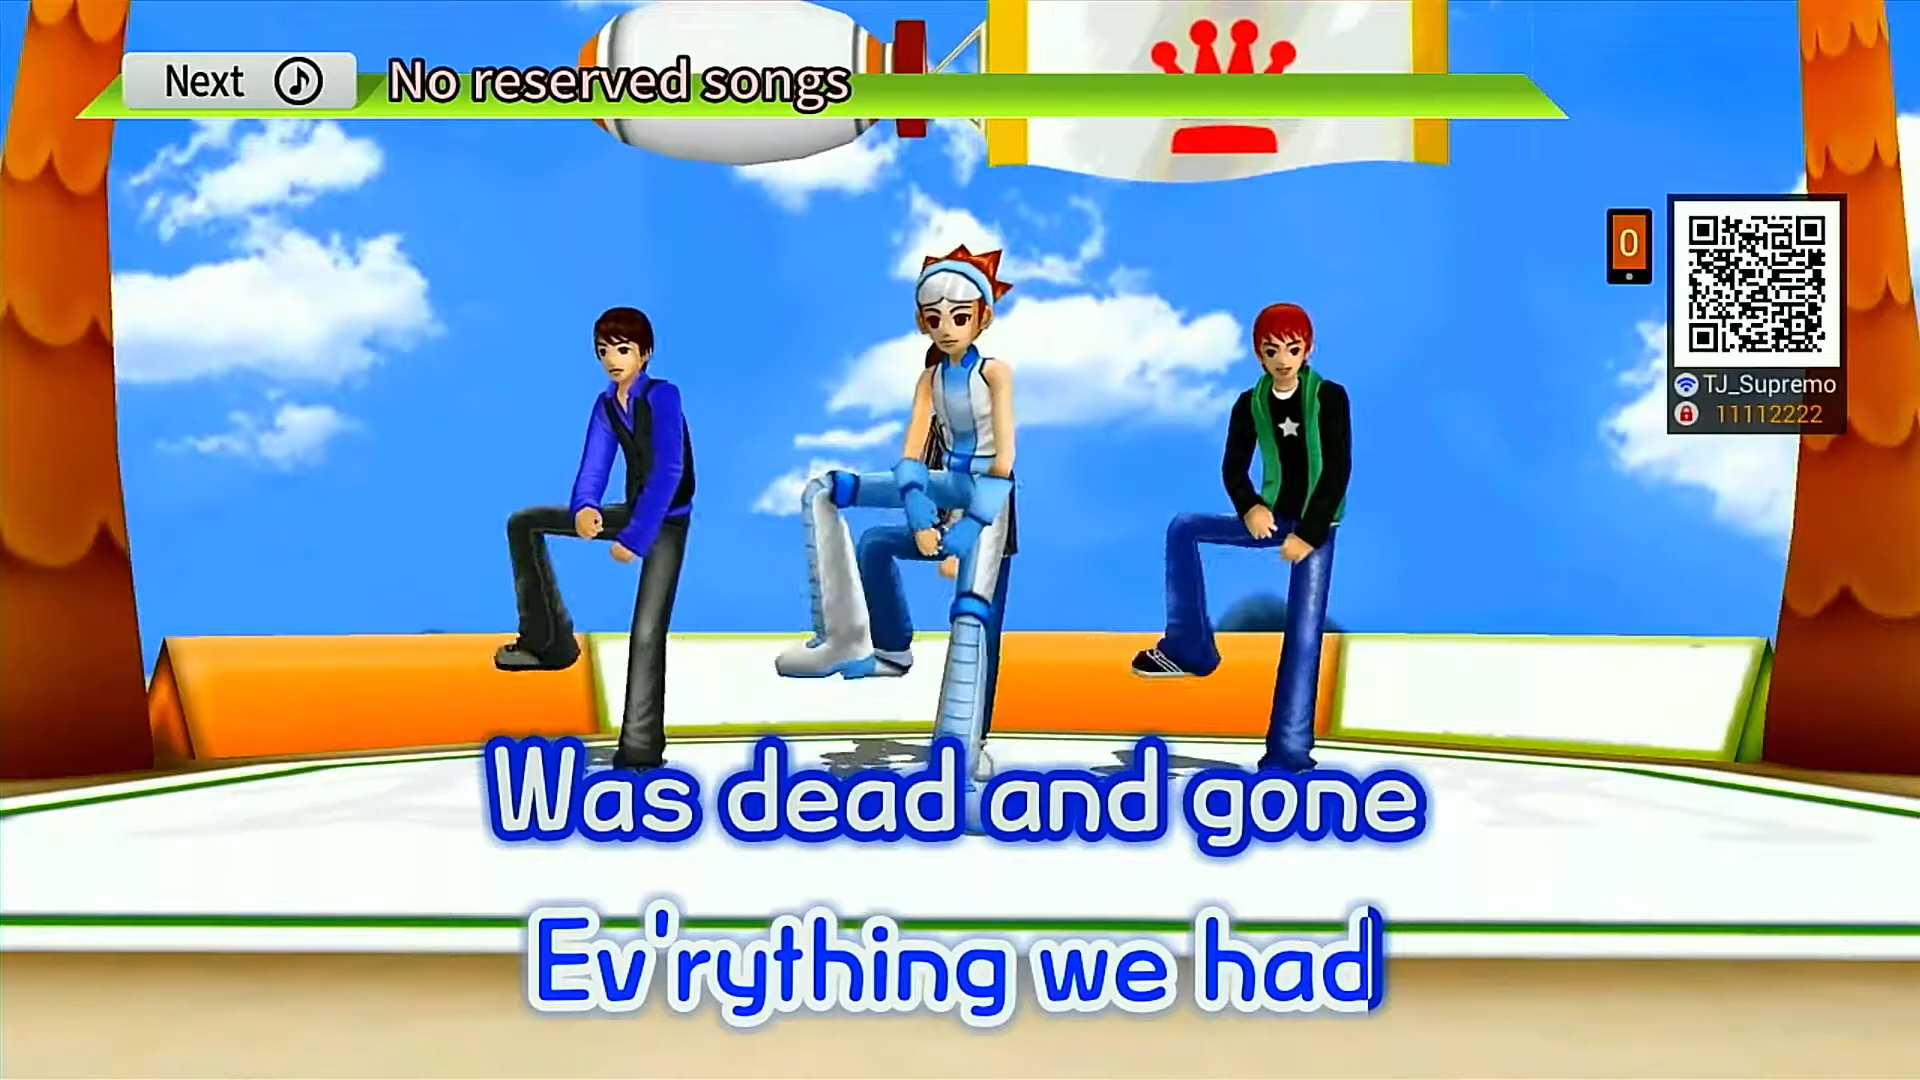 Next
No reserved songs
0
TJ_Supremo
11112222
Was dead and gone
Ev'rything we had